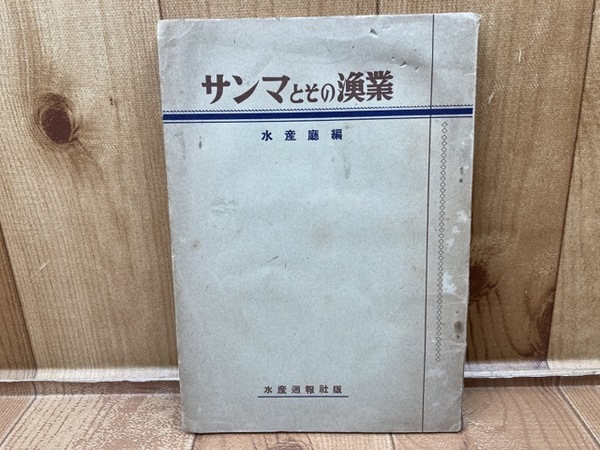 サンマとその漁業
水産廳編
水産週報社版